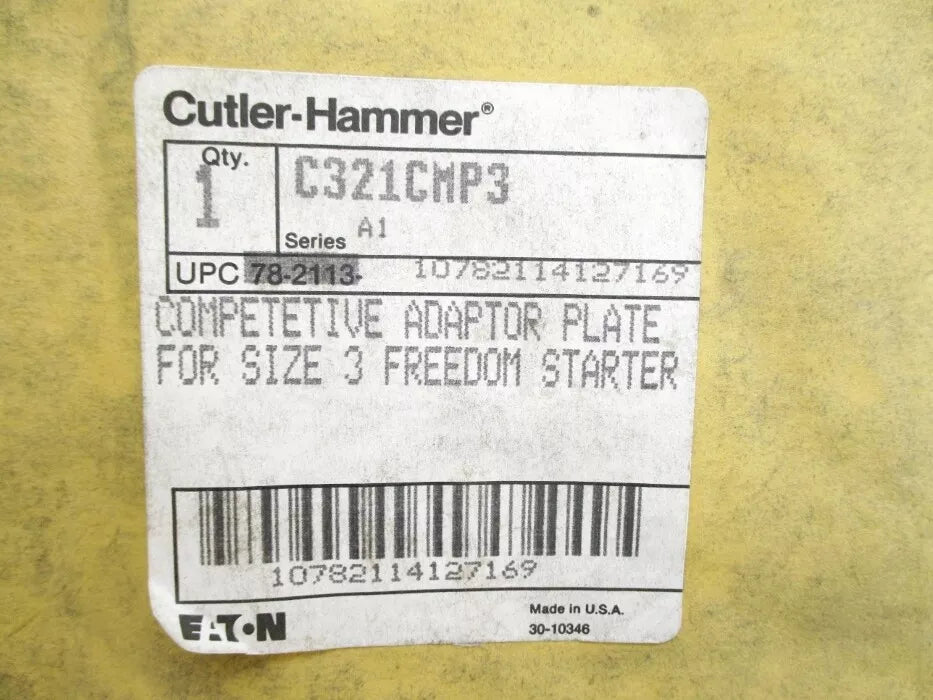 Cutler-Hammer®
Qty.
1
C321CMP3
Series A1
UPC 78-2113- 10782114127169
COMPETETIVE ADAPTOR PLATE
FOR SIZE 3 FREEDOM STARTER
10782114127169
EATON
Made in U.S.A.
30-10346